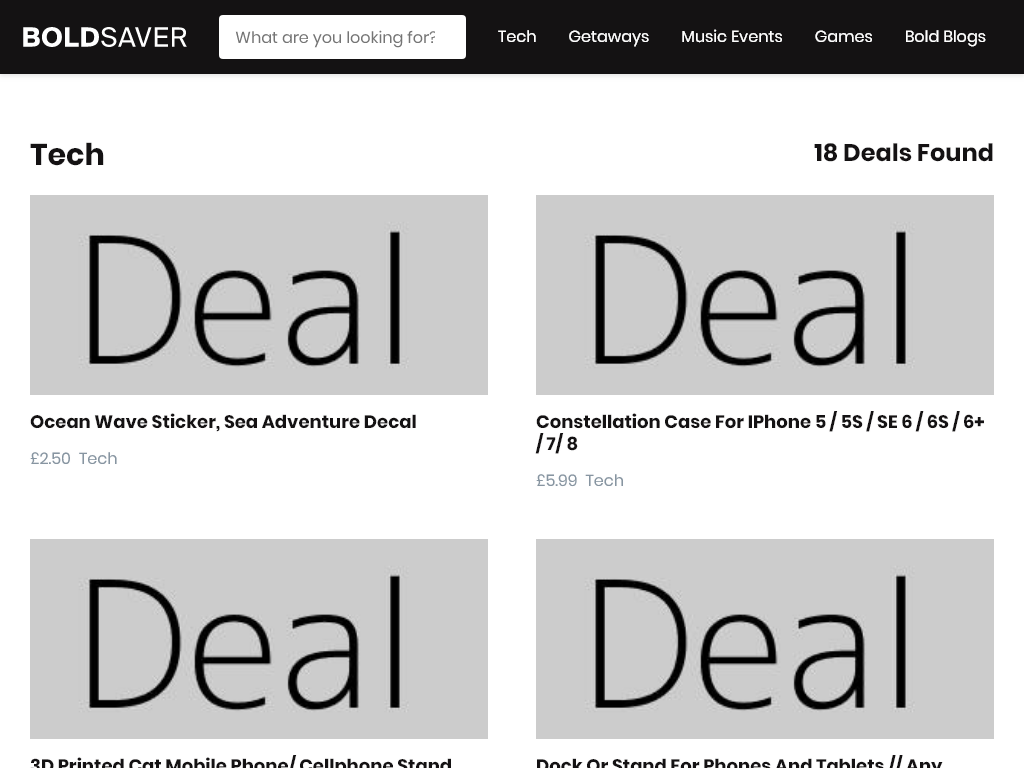 BOLDSAVER
What are you looking for?
Tech
Getaways
Music Events
Games
Bold Blogs
Tech
18 Deals Found
Deal
Deal
Ocean Wave Sticker, Sea Adventure Decal
£2.50 Tech
Constellation Case For IPhone 5 / 5S / SE 6 / 6S / 6+
/ 7/ 8
£5.99 Tech
Deal
Deal
3D Printed Cat Mobile Phone/ Cellphone Stand
Dock Or Stand For Phones And Tablets // Any